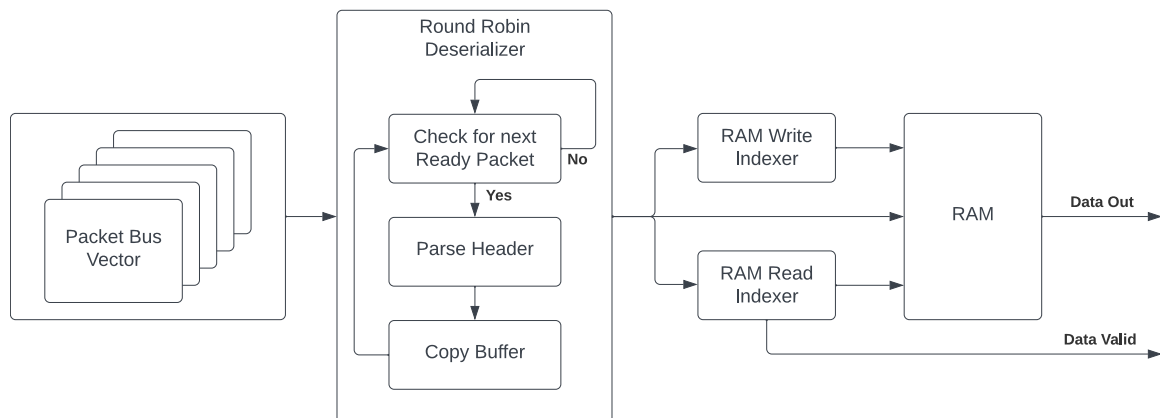 Round Robin
Deserializer
Check for next
Ready Packet
No
Yes
Parse Header
Copy Buffer
Packet Bus
Vector
RAM Write
Indexer
RAM Read
Indexer
RAM
Data Out
Data Valid